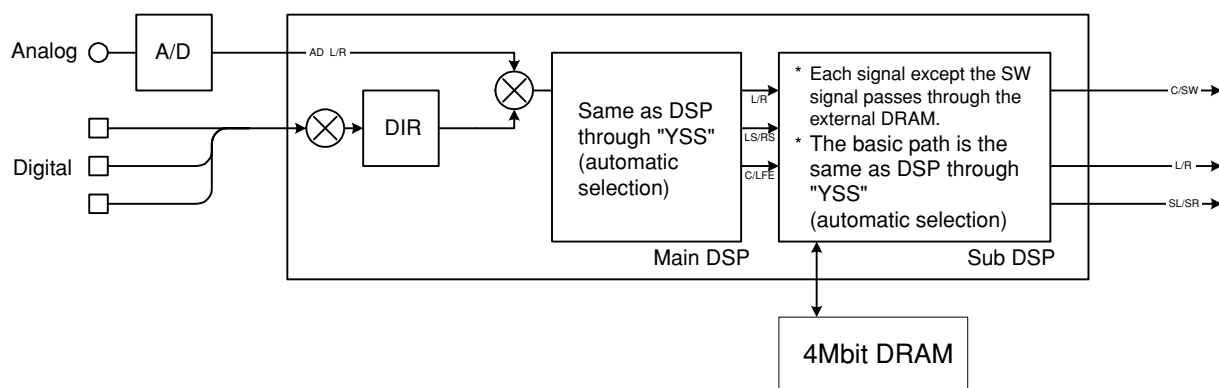 Analog
A/D
AD L/R
DIR
Digital
Same as DSP
through "YSS"
(automatic
selection)
Main DSP
L/R
LS/RS
C/LFE
* Each signal except the SW
signal passes through the
external DRAM.
* The basic path is the
same as DSP through
"YSS"
(automatic selection)
Sub DSP
C/SW
L/R
SL/SR
4Mbit DRAM